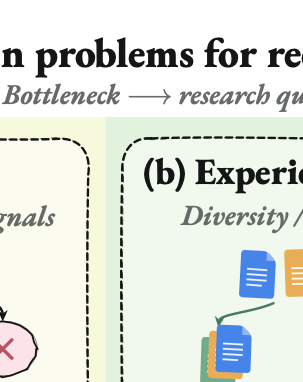 n problems for re
Bottleneck ⟶ research qu
gnals
(b) Experie
Diversity /